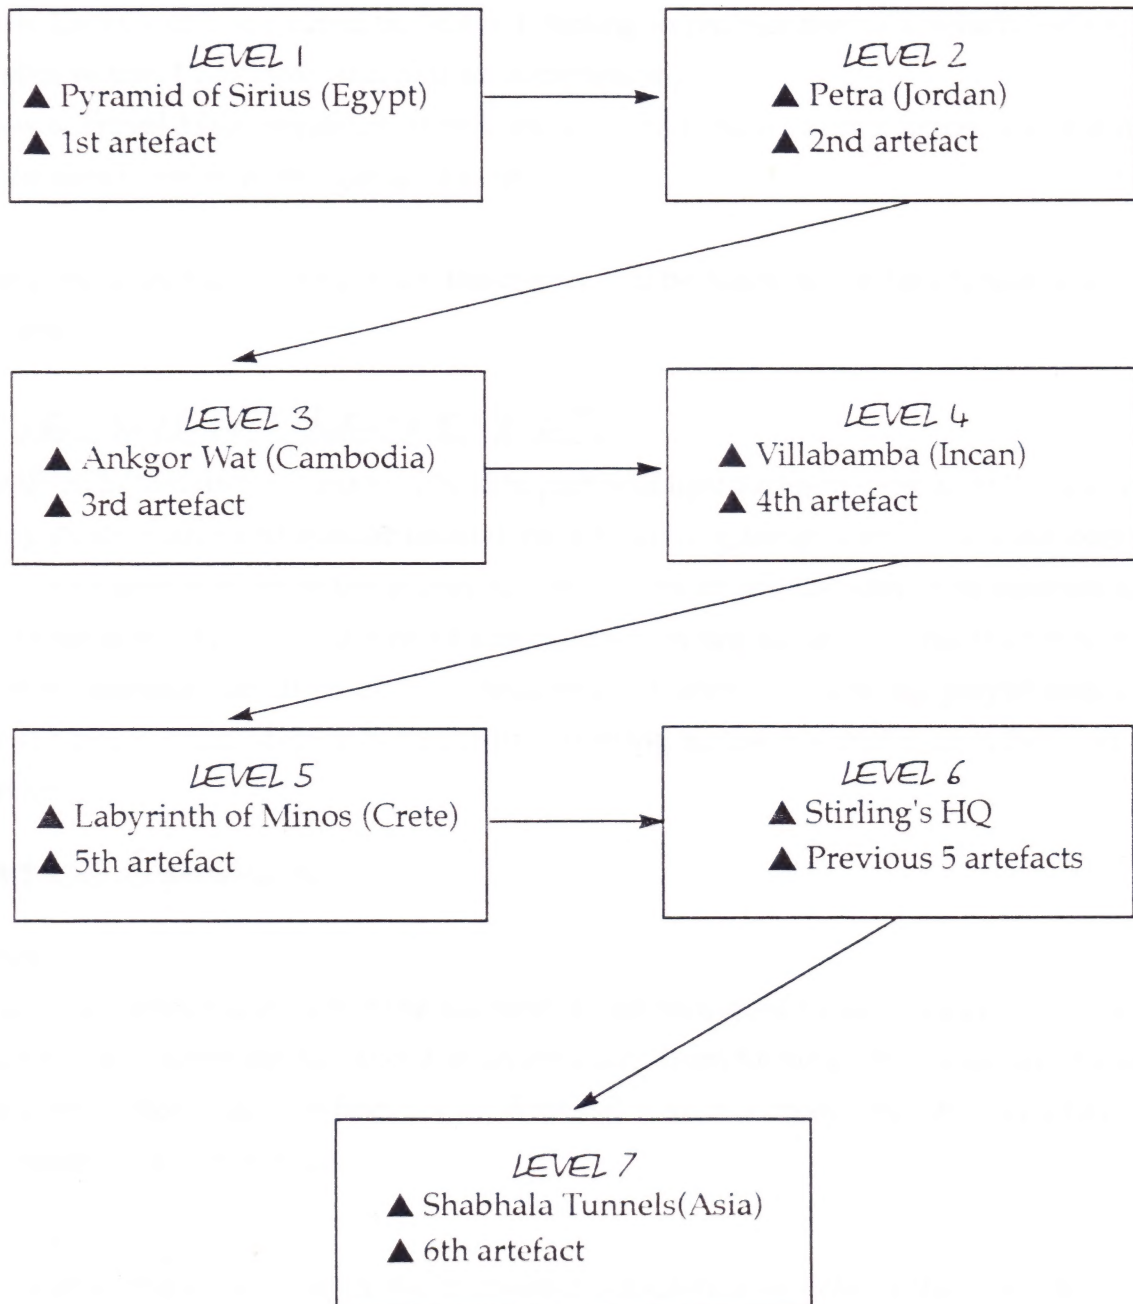 LEVEL 1
▲ Pyramid of Sirius (Egypt)
▲ 1st artefact
LEVEL 2
▲ Petra (Jordan)
▲ 2nd artefact
LEVEL 3
▲ Ankgor Wat (Cambodia)
▲ 3rd artefact
LEVEL 4
▲ Villabamba (Incan)
▲ 4th artefact
LEVEL 5
▲ Labyrinth of Minos (Crete)
▲ 5th artefact
LEVEL 6
▲ Stirling's HQ
▲ Previous 5 artefacts
LEVEL 7
▲ Shabhala Tunnels(Asia)
▲ 6th artefact